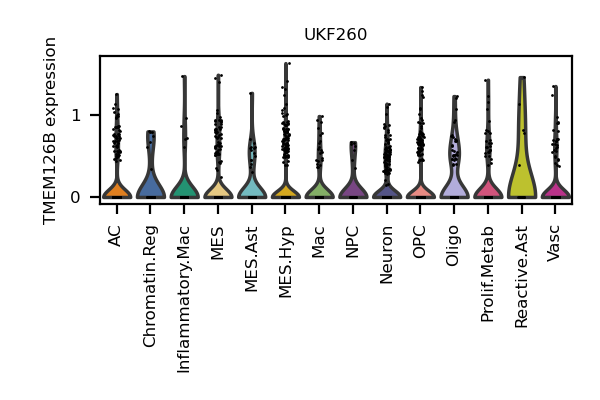 UKF260
TMEM126B expression
1
0
AC
Chromatin.Reg
Inflammatory.Mac
MES
MES.Ast
MES.Hyp
Mac
NPC
Neuron
OPC
Oligo
Prolif.Metab
Reactive.Ast
Vasc